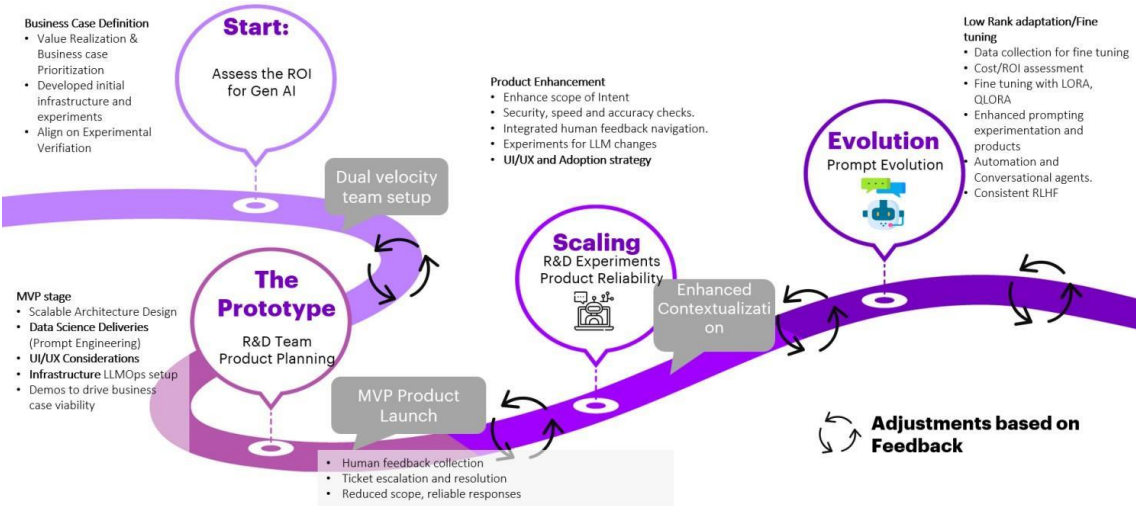 Business Case Definition
• Value Realization &
Business case
Prioritization
• Developed initial
infrastructure and
experiments
• Align on Experimental
Verifiation
Start:
Assess the ROI
for Gen AI
Dual velocity
team setup
MVP stage
• Scalable Architecture Design
• Data Science Deliveries
(Prompt Engineering)
• UI/UX Considerations
• Infrastructure LLMOps setup
• Demos to drive business
case viability
The
Prototype
R&D Team
Product Planning
MVP Product
Launch
• Human feedback collection
• Ticket escalation and resolution
• Reduced scope, reliable responses
Product Enhancement
• Enhance scope of Intent
• Security, speed and accuracy checks.
• Integrated human feedback navigation.
• Experiments for LLM changes
• UI/UX and Adoption strategy
Scaling
R&D Experiments
Product Reliability
Enhanced
Contextualizati
on
Evolution
Prompt Evolution
Low Rank adaptation/Fine
tuning
• Data collection for fine tuning
• Cost/ROI assessment
• Fine tuning with LORA,
QLORA
• Enhanced prompting
experimentation and
products
• Automation and
Conversational agents.
• Consistent RLHF
Adjustments based on
Feedback